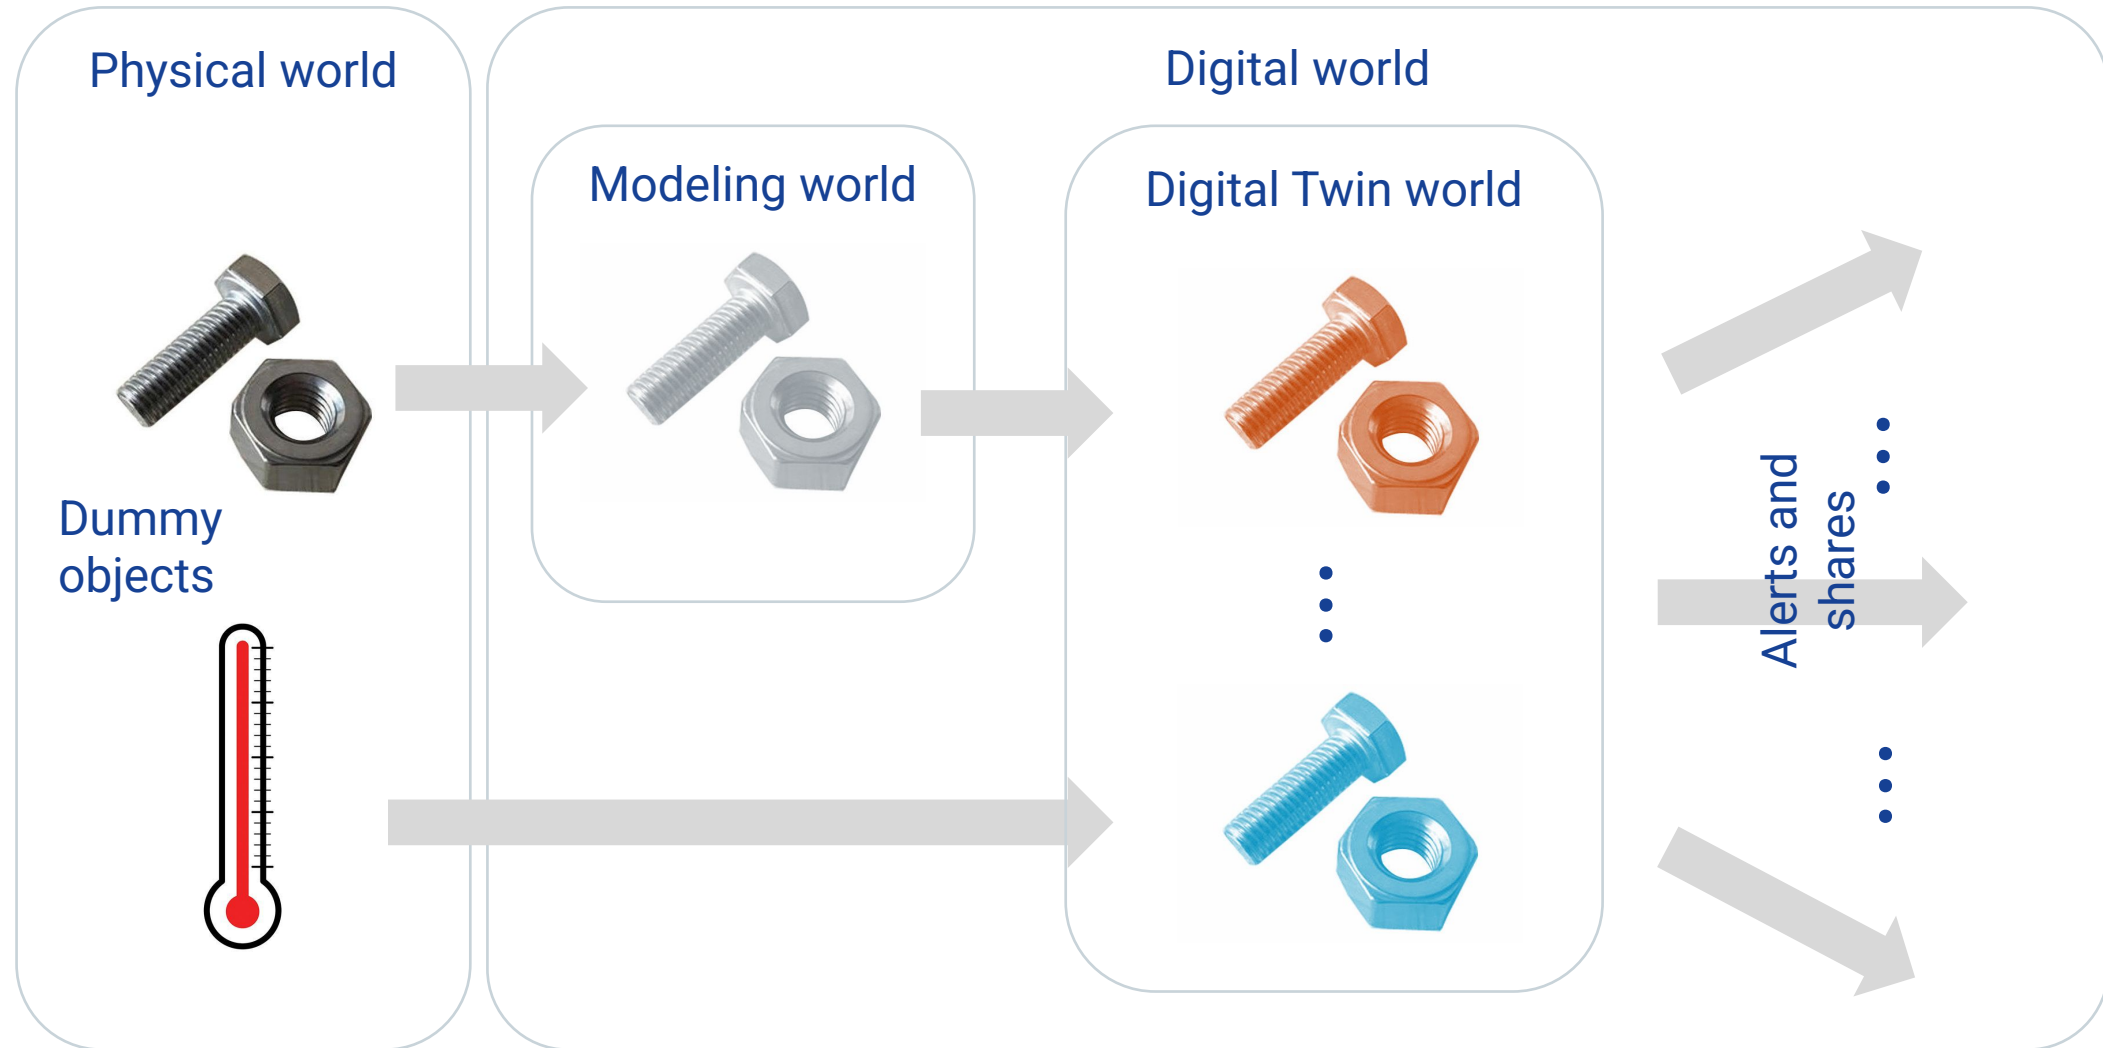 Physical world
Digital world
Modeling world
Digital Twin world
Dummy
objects
Alerts and
shares